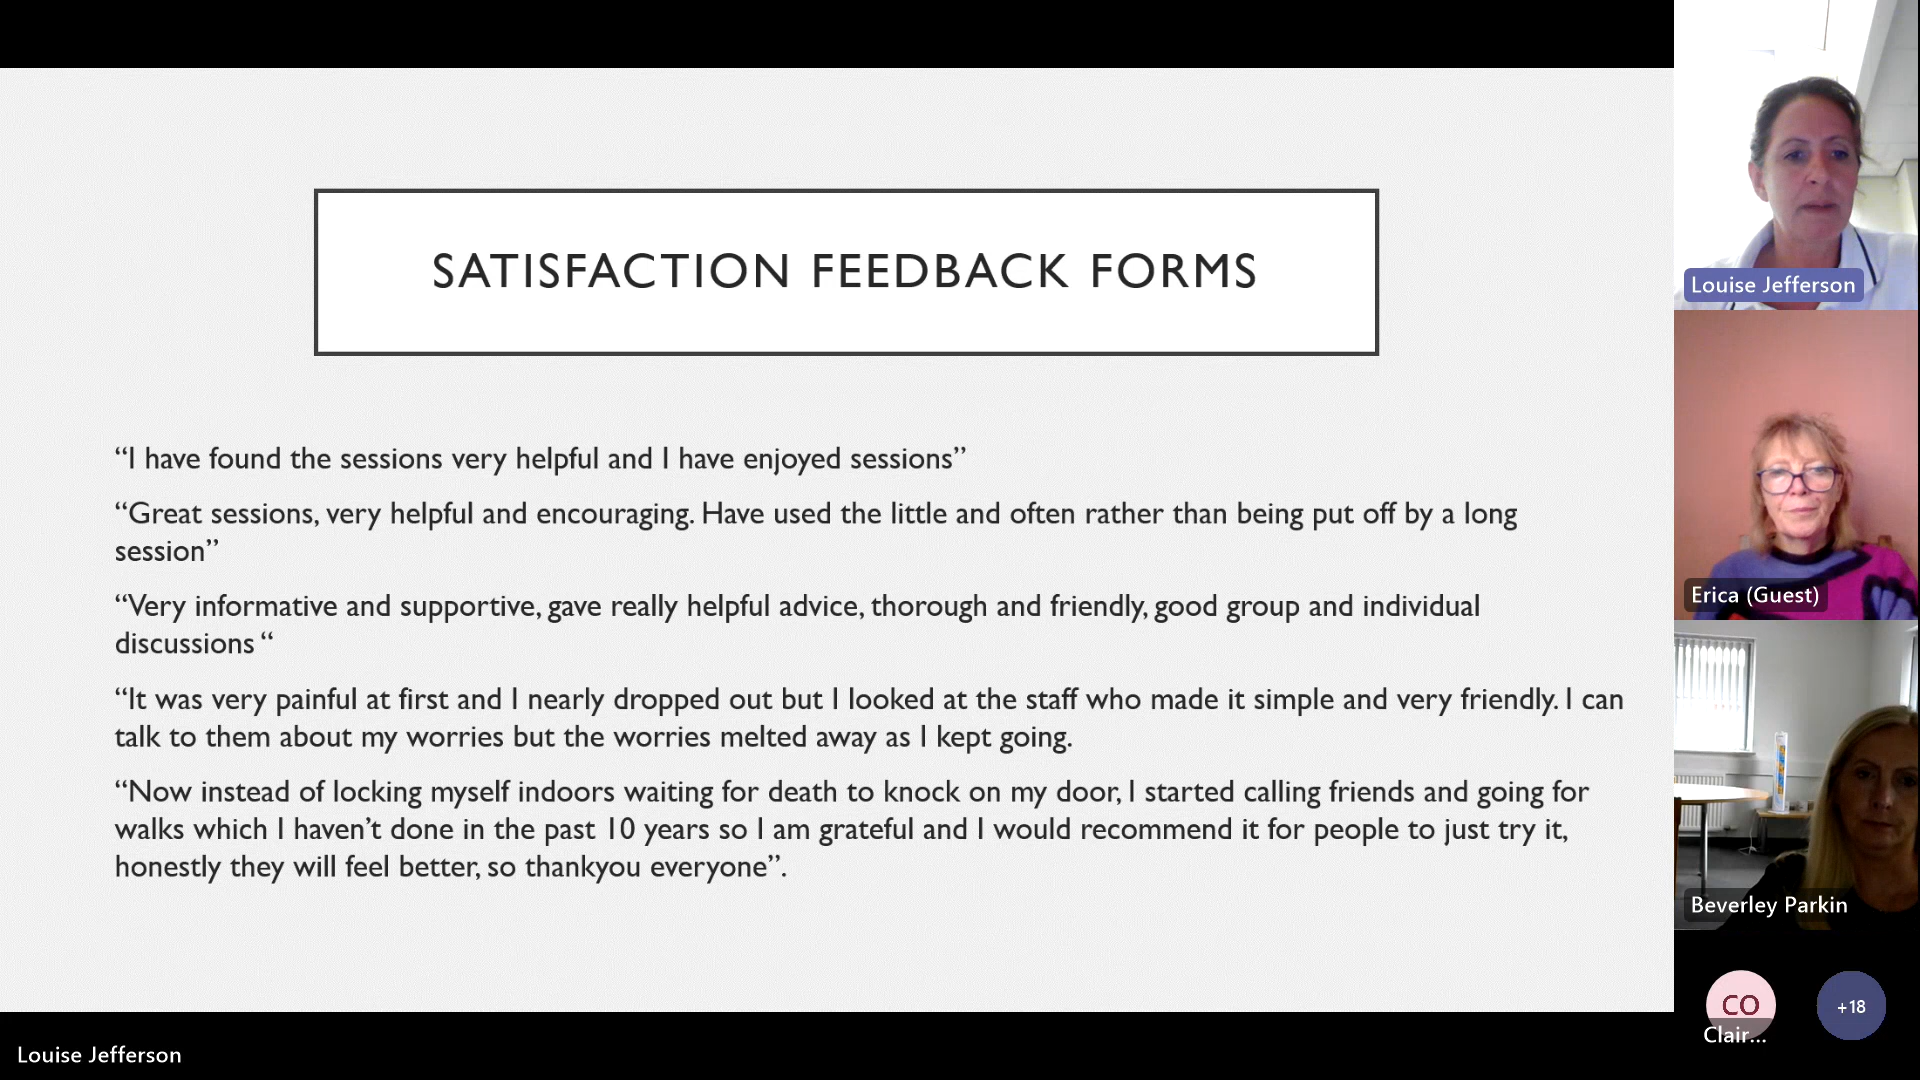 SATISFACTION FEEDBACK FORMS
“I have found the sessions very helpful and I have enjoyed sessions”
“Great sessions, very helpful and encouraging. Have used the little and often rather than being put off by a long
session”
“Very informative and supportive, gave really helpful advice, thorough and friendly, good group and individual
discussions “
“It was very painful at first and I nearly dropped out but I looked at the staff who made it simple and very friendly. I can
talk to them about my worries but the worries melted away as I kept going.
“Now instead of locking myself indoors waiting for death to knock on my door, I started calling friends and going for
walks which I haven’t done in the past 10 years so I am grateful and I would recommend it for people to just try it,
honestly they will feel better, so thankyou everyone”.
Louise Jefferson
Erica (Guest)
Beverley Parkin
CO
Clair...
+18
Louise Jefferson